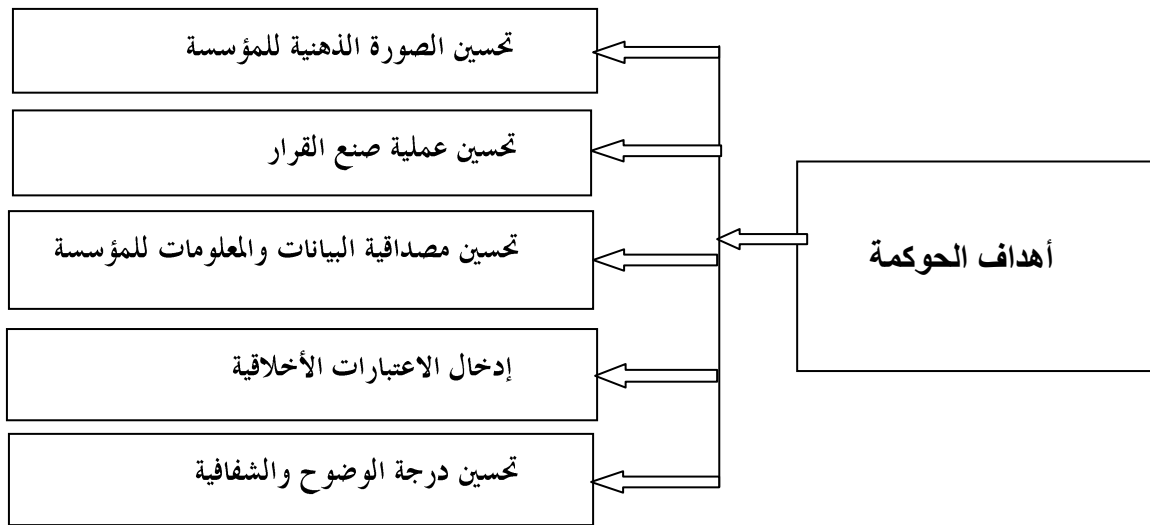 أهداف الحوكمة
تحسين الصورة الذهنية للمؤسسة
تحسين عملية صنع القرار
تحسين مصداقية البيانات والمعلومات للمؤسسة
إدخال الاعتبارات الأخلاقية
تحسين درجة الوضوح والشفافية